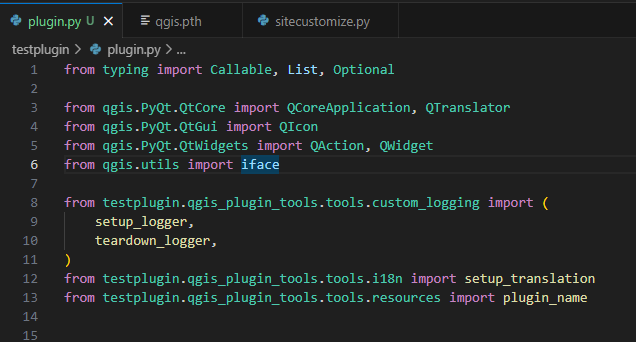 plugin.py U
qgis.pth
sitecustomize.py
testplugin > plugin.py > ...
1 from typing import Callable, List, Optional
2
3 from qgis.PyQt.QtCore import QCoreApplication, QTranslator
4 from qgis.PyQt.QtGui import QIcon
5 from qgis.PyQt.QtWidgets import QAction, QWidget
6 from qgis.utils import iface
7
8 from testplugin.qgis_plugin_tools.tools.custom_logging import (
9     setup_logger,
10     teardown_logger,
11 )
12 from testplugin.qgis_plugin_tools.tools.i18n import setup_translation
13 from testplugin.qgis_plugin_tools.tools.resources import plugin_name
14
15